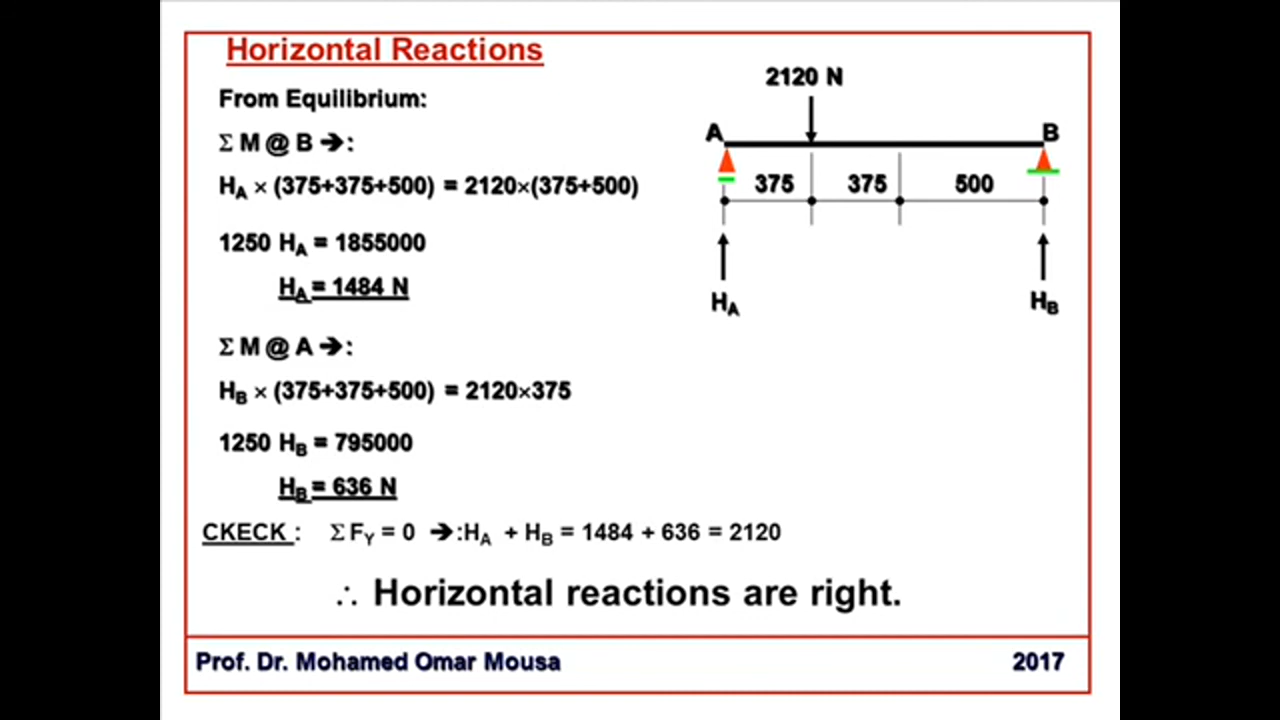 Horizontal Reactions
From Equilibrium:
Σ M @ B ➔:
H_A × (375+375+500) = 2120×(375+500)
1250 H_A = 1855000
H_A = 1484 N
Σ M @ A ➔:
H_B × (375+375+500) = 2120×375
1250 H_B = 795000
H_B = 636 N
CKECK : Σ F_Y = 0 ➔:H_A + H_B = 1484 + 636 = 2120
∴ Horizontal reactions are right.
2120 N
A B
375 375 500
H_A H_B
Prof. Dr. Mohamed Omar Mousa 2017